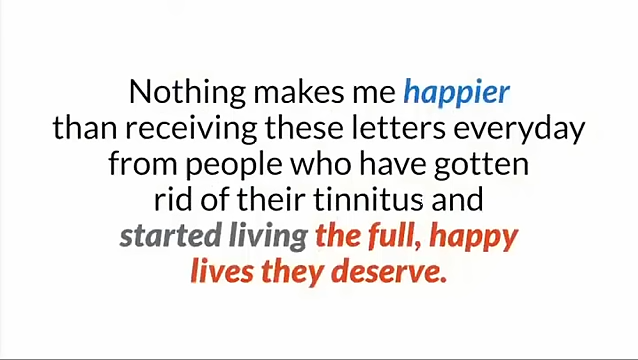 Nothing makes me happier
than receiving these letters everyday
from people who have gotten
rid of their tinnitus and
started living the full, happy
lives they deserve.